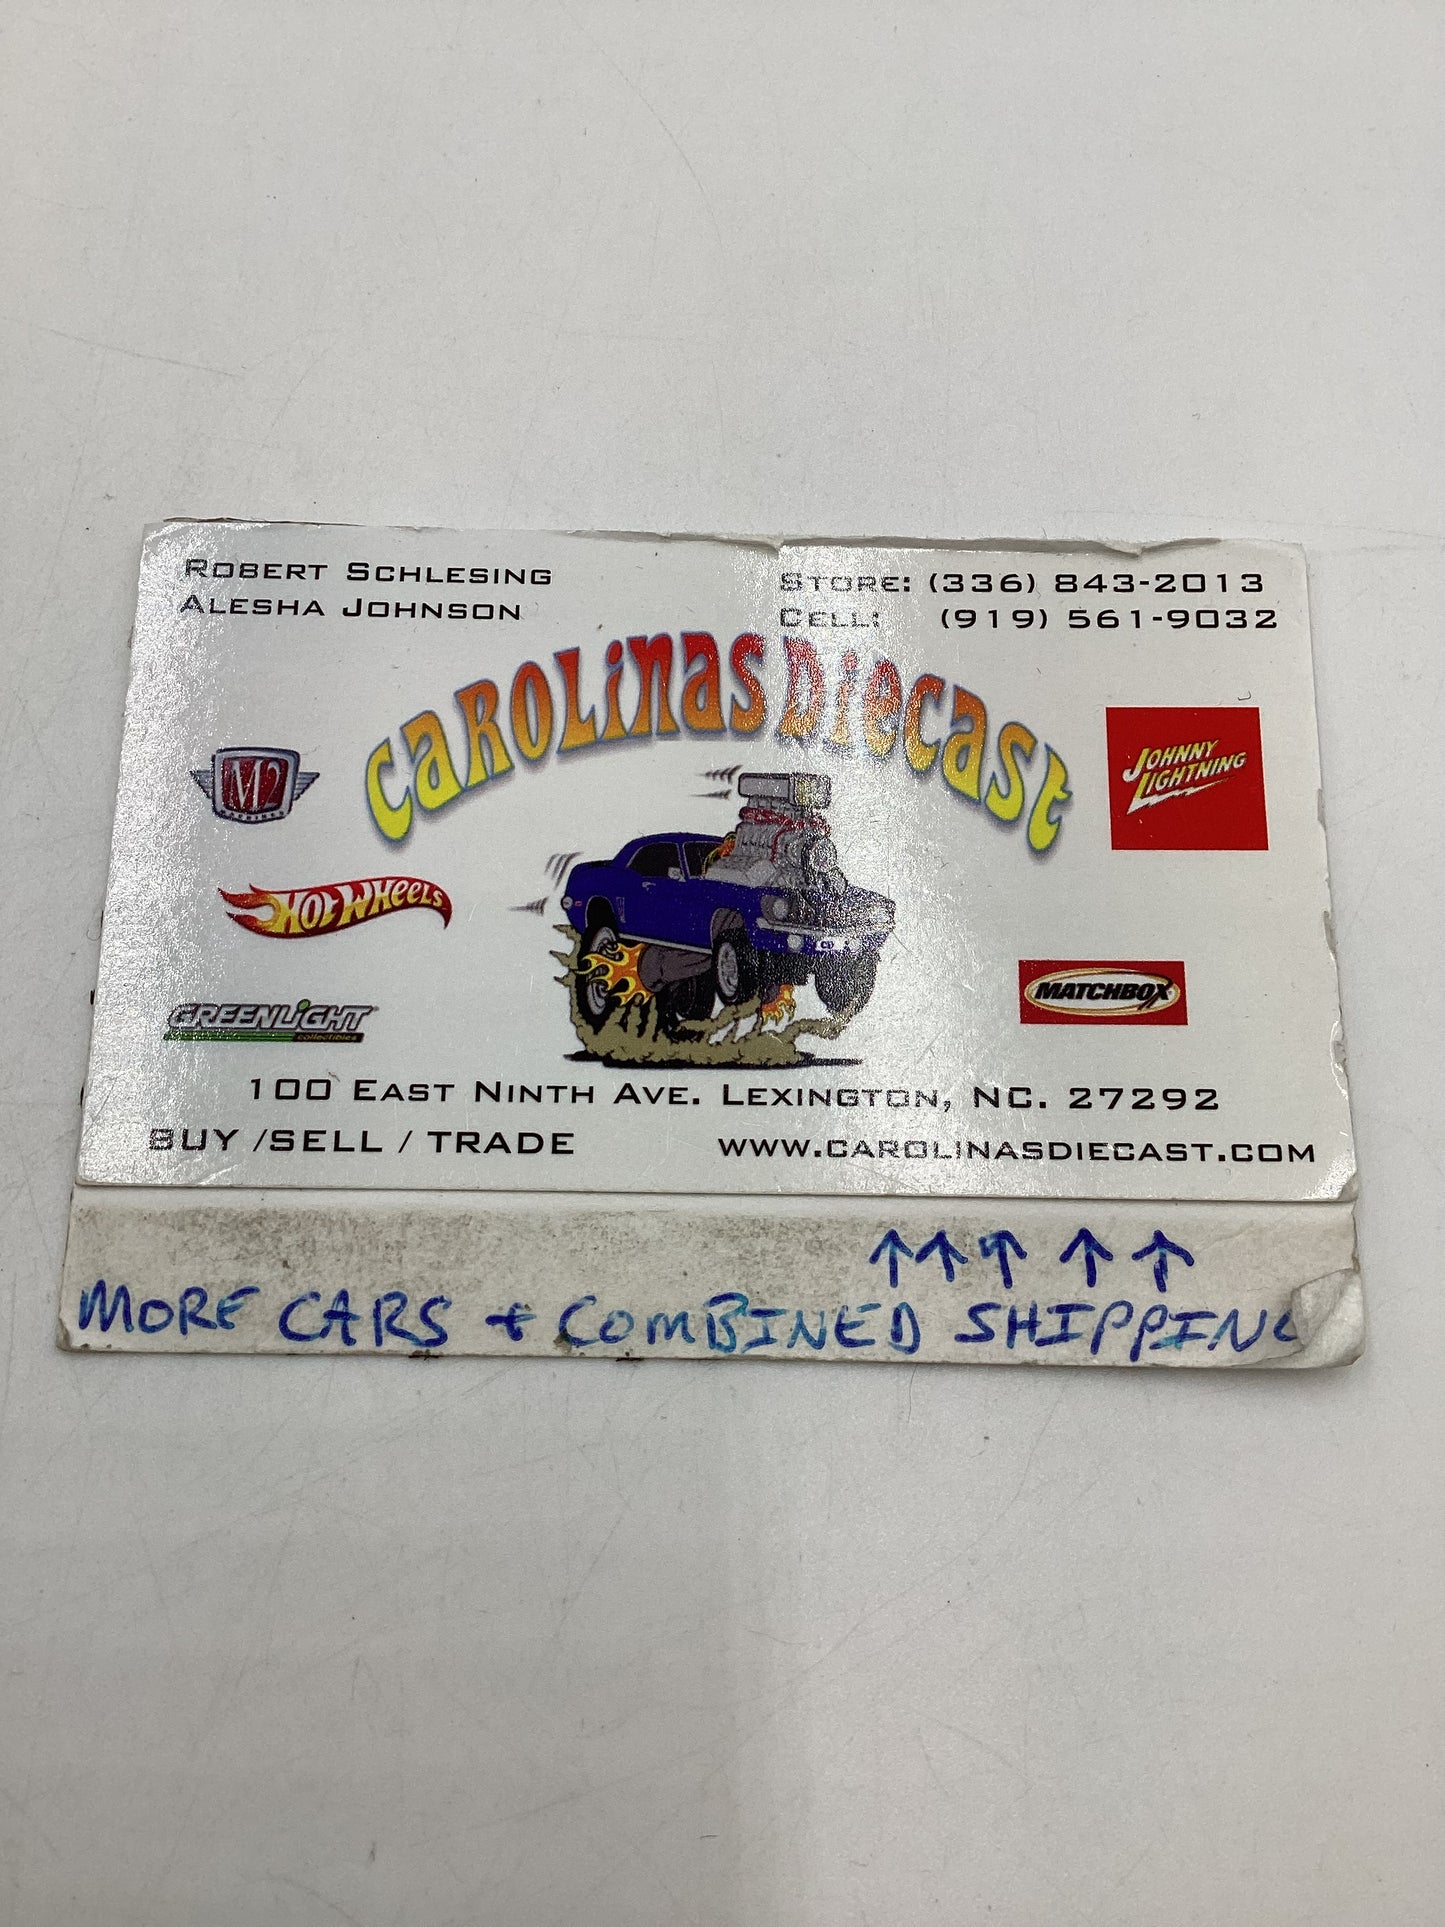 ROBERT SCHLESING
ALESHA JOHNSON
STORE: (336) 843-2013
CELL: (919) 561-9032
CAROLiNAS DiECAST
M2
MACHINES
JOHNNY
LIGHTNING
HOT WHEELS
MATCHBOX
GREENLiGHT
collectibles
100 EAST NINTH AVE. LEXINGTON, NC. 27292
BUY /SELL / TRADE
WWW.CAROLINASDIECAST.COM
↑ ↑ ↑ ↑ ↑
MORE CARS + COMBINED SHIPPING